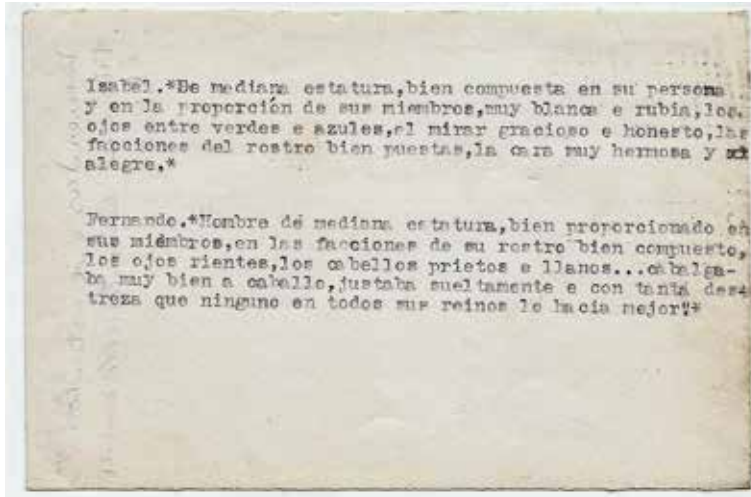 Isabel.*De mediana estatura,bien compuesta en su persona
y en la proporción de sus miembros,muy blanca e rubia,los
ojos entre verdes e azules,el mirar gracioso e honesto,las
facciones del rostro bien puestas,la cara muy hermosa y
alegre.*
Fernando.*Hombre de mediana estatura,bien proporcionado en
sus miémbros,en las facciones de su rostro bien compuesto,
los ojos rientes,los cabellos prietos e llanos...cabalga-
ba muy bien a caballo,justaba sueltamente e con tanta des-
treza que ninguno en todos sus reinos lo hacia mejor"*